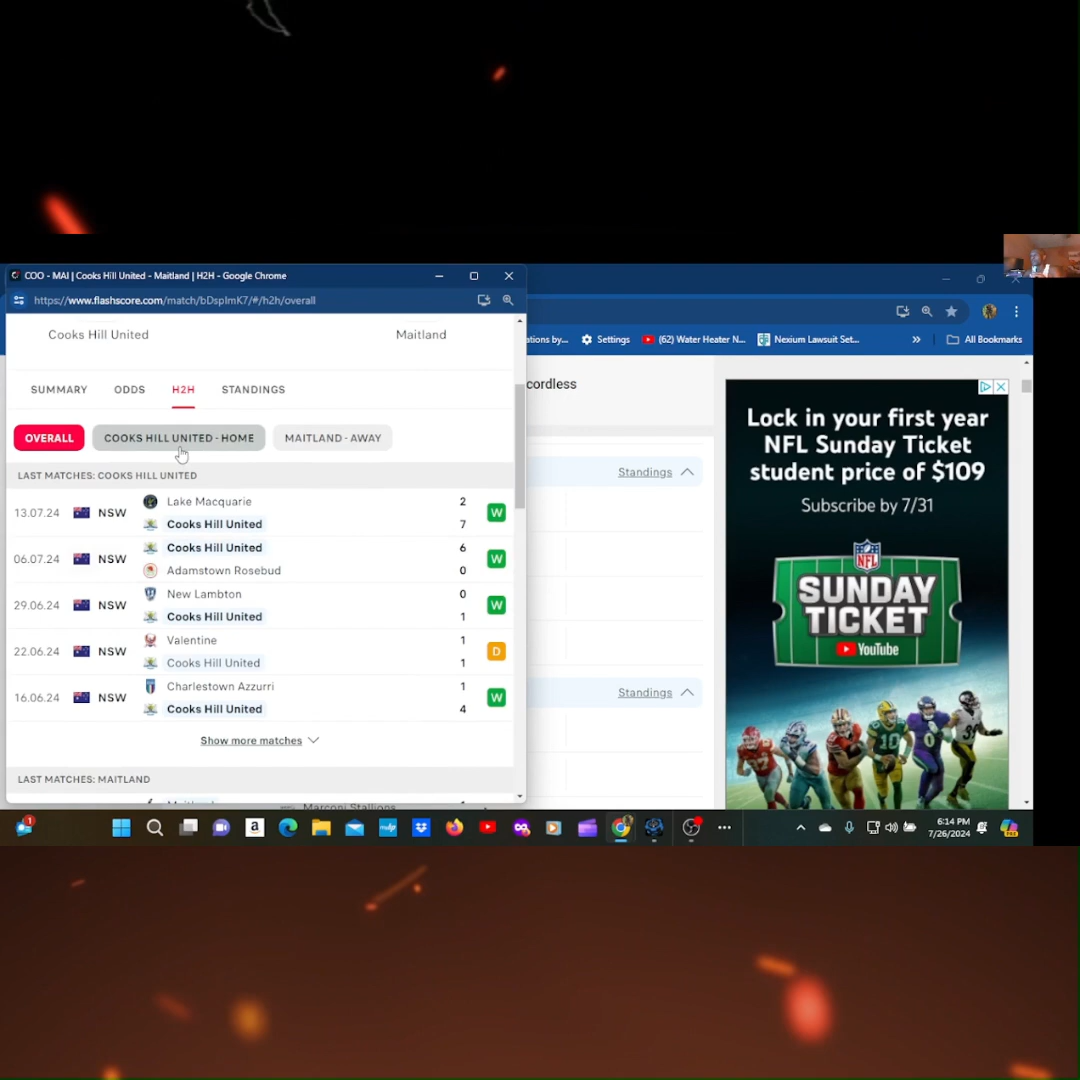 COO - MAI | Cooks Hill United - Maitland | H2H - Google Chrome
https://www.flashscore.com/match/bDspImK7/#/h2h/overall
Cooks Hill United
Maitland
SUMMARY
ODDS
H2H
STANDINGS
OVERALL
COOKS HILL UNITED - HOME
MAITLAND - AWAY
LAST MATCHES: COOKS HILL UNITED
13.07.24 NSW Lake Macquarie 2 W
Cooks Hill United 7
06.07.24 NSW Cooks Hill United 6 W
Adamstown Rosebud 0
29.06.24 NSW New Lambton 0 W
Cooks Hill United 1
22.06.24 NSW Valentine 1 D
Cooks Hill United 1
16.06.24 NSW Charlestown Azzurri 1 W
Cooks Hill United 4
Show more matches
LAST MATCHES: MAITLAND
Maitland
Marconi Stallions
ations by...
Settings
(62) Water Heater N...
Nexium Lawsuit Set...
»
All Bookmarks
cordless
Standings
Standings
Lock in your first year
NFL Sunday Ticket
student price of $109
Subscribe by 7/31
NFL
SUNDAY
TICKET
YouTube
6:14 PM
7/26/2024